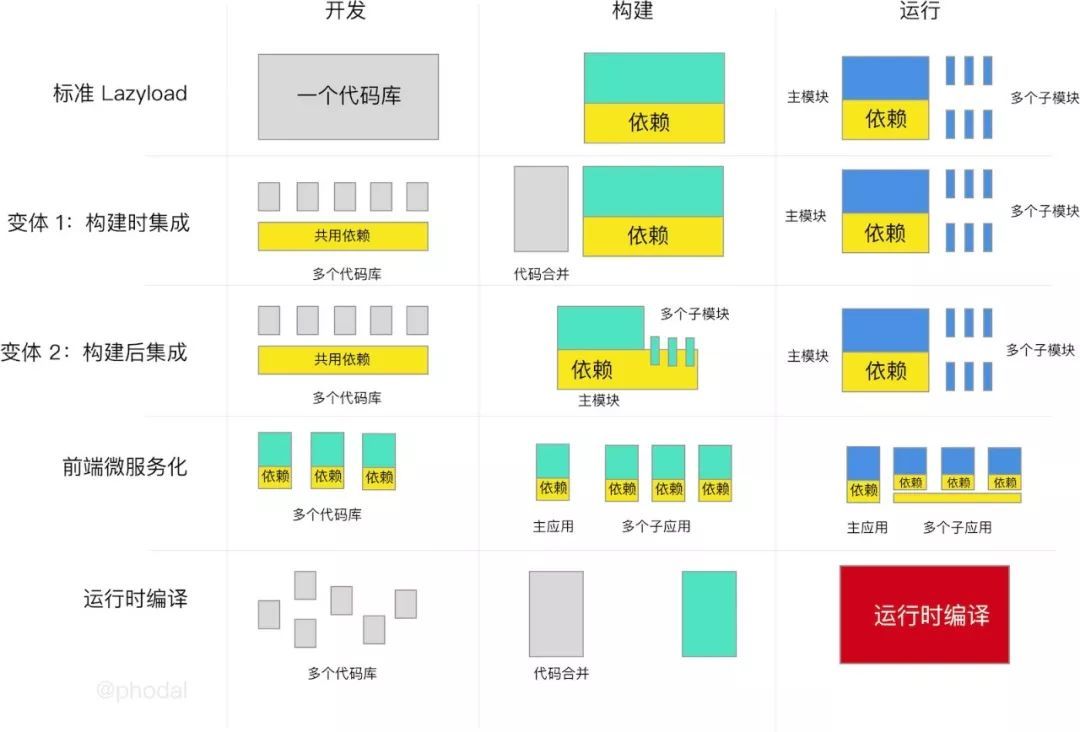 开发
构建
运行
标准 Lazyload
一个代码库
依赖
主模块
依赖
多个子模块
变体 1：构建时集成
共用依赖
多个代码库
代码合并
依赖
主模块
依赖
多个子模块
变体 2：构建后集成
共用依赖
多个代码库
多个子模块
依赖
主模块
主模块
依赖
多个子模块
前端微服务化
依赖
依赖
依赖
多个代码库
依赖
依赖
依赖
依赖
主应用
多个子应用
依赖
依赖
依赖
依赖
主应用
多个子应用
运行时编译
多个代码库
代码合并
运行时编译
@phodal